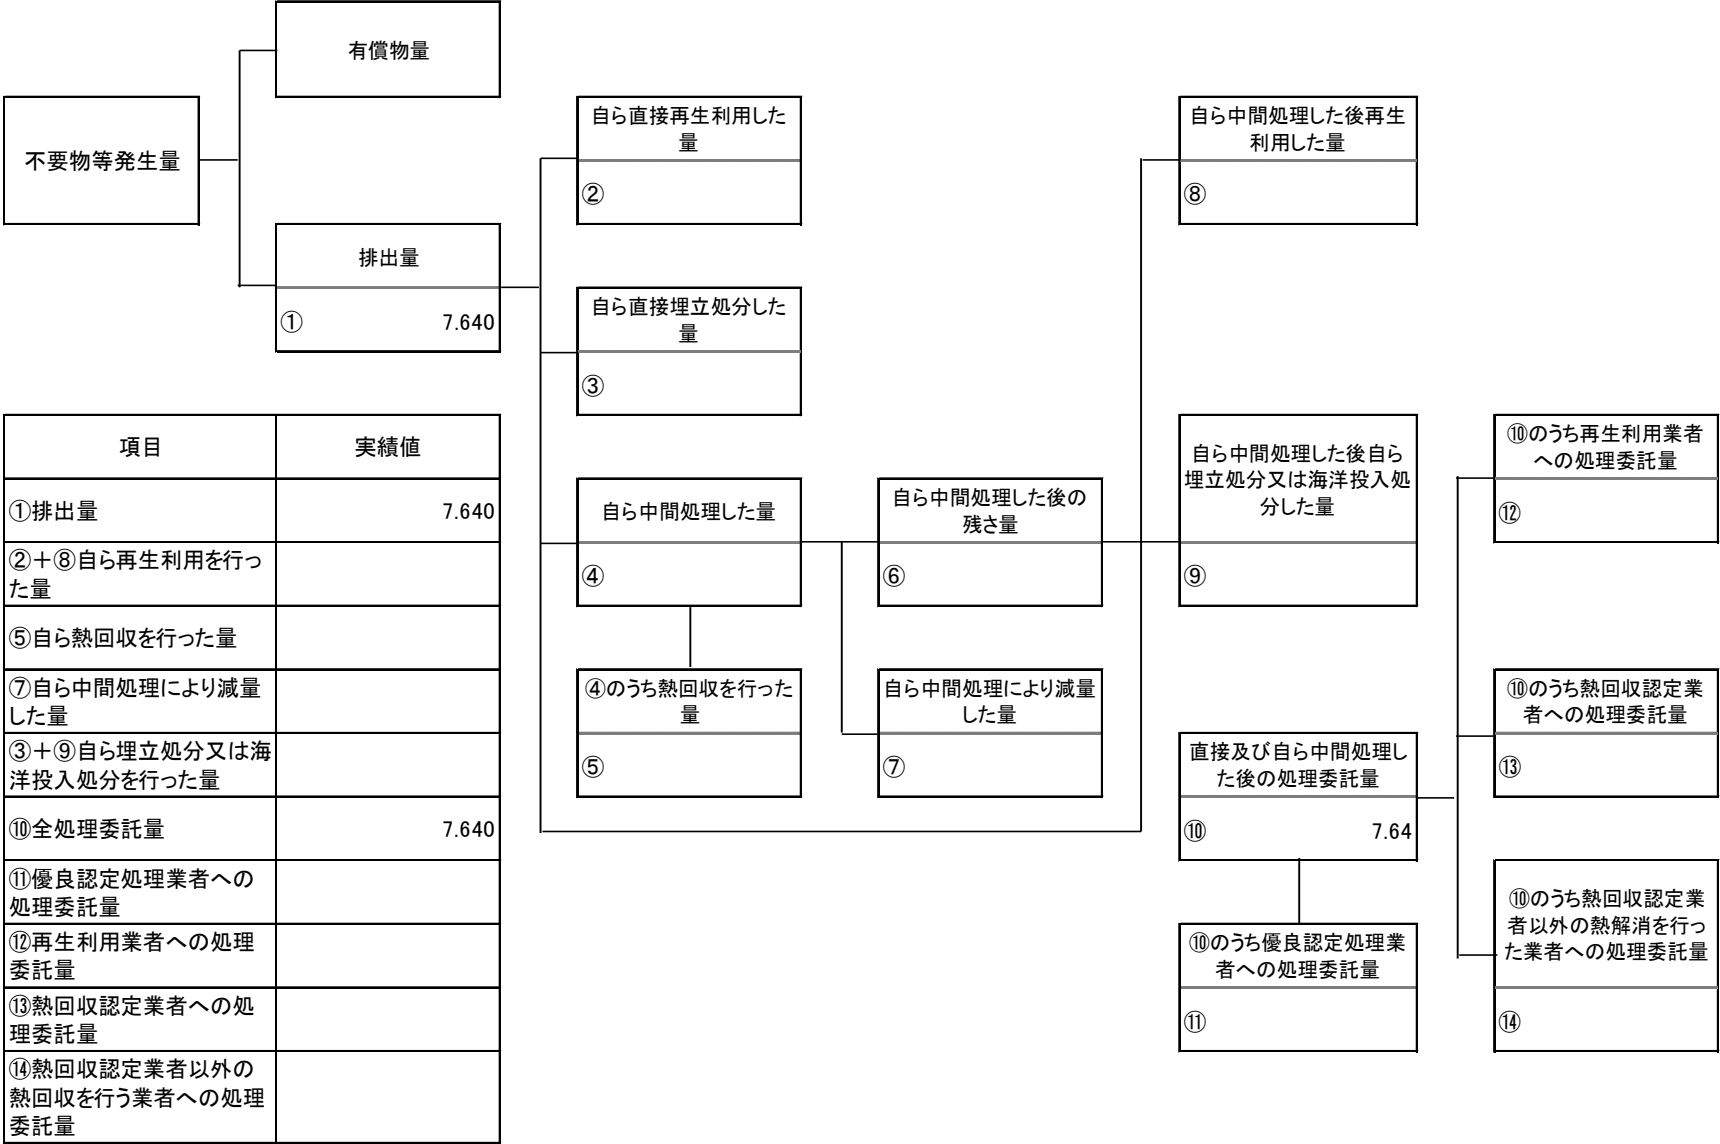 有償物量
不要物等発生量
排出量
① 7.640
自ら直接再生利用した
量
②
自ら直接埋立処分した
量
③
自ら中間処理した量
④
④のうち熱回収を行った
量
⑤
自ら中間処理した後の
残さ量
⑥
自ら中間処理により減量
した量
⑦
自ら中間処理した後再生
利用した量
⑧
自ら中間処理した後自ら
埋立処分又は海洋投入処
分した量
⑨
直接及び自ら中間処理し
た後の処理委託量
⑩ 7.64
⑩のうち優良認定処理業
者への処理委託量
⑪
⑩のうち再生利用業者
への処理委託量
⑫
⑩のうち熱回収認定業
者への処理委託量
⑬
⑩のうち熱回収認定業
者以外の熱解消を行っ
た業者への処理委託量
⑭
項目 実績値
①排出量 7.640
②＋⑧自ら再生利用を行っ
た量
⑤自ら熱回収を行った量
⑦自ら中間処理により減量
した量
③＋⑨自ら埋立処分又は海
洋投入処分を行った量
⑩全処理委託量 7.640
⑪優良認定処理業者への
処理委託量
⑫再生利用業者への処理
委託量
⑬熱回収認定業者への処
理委託量
⑭熱回収認定業者以外の
熱回収を行う業者への処理
委託量